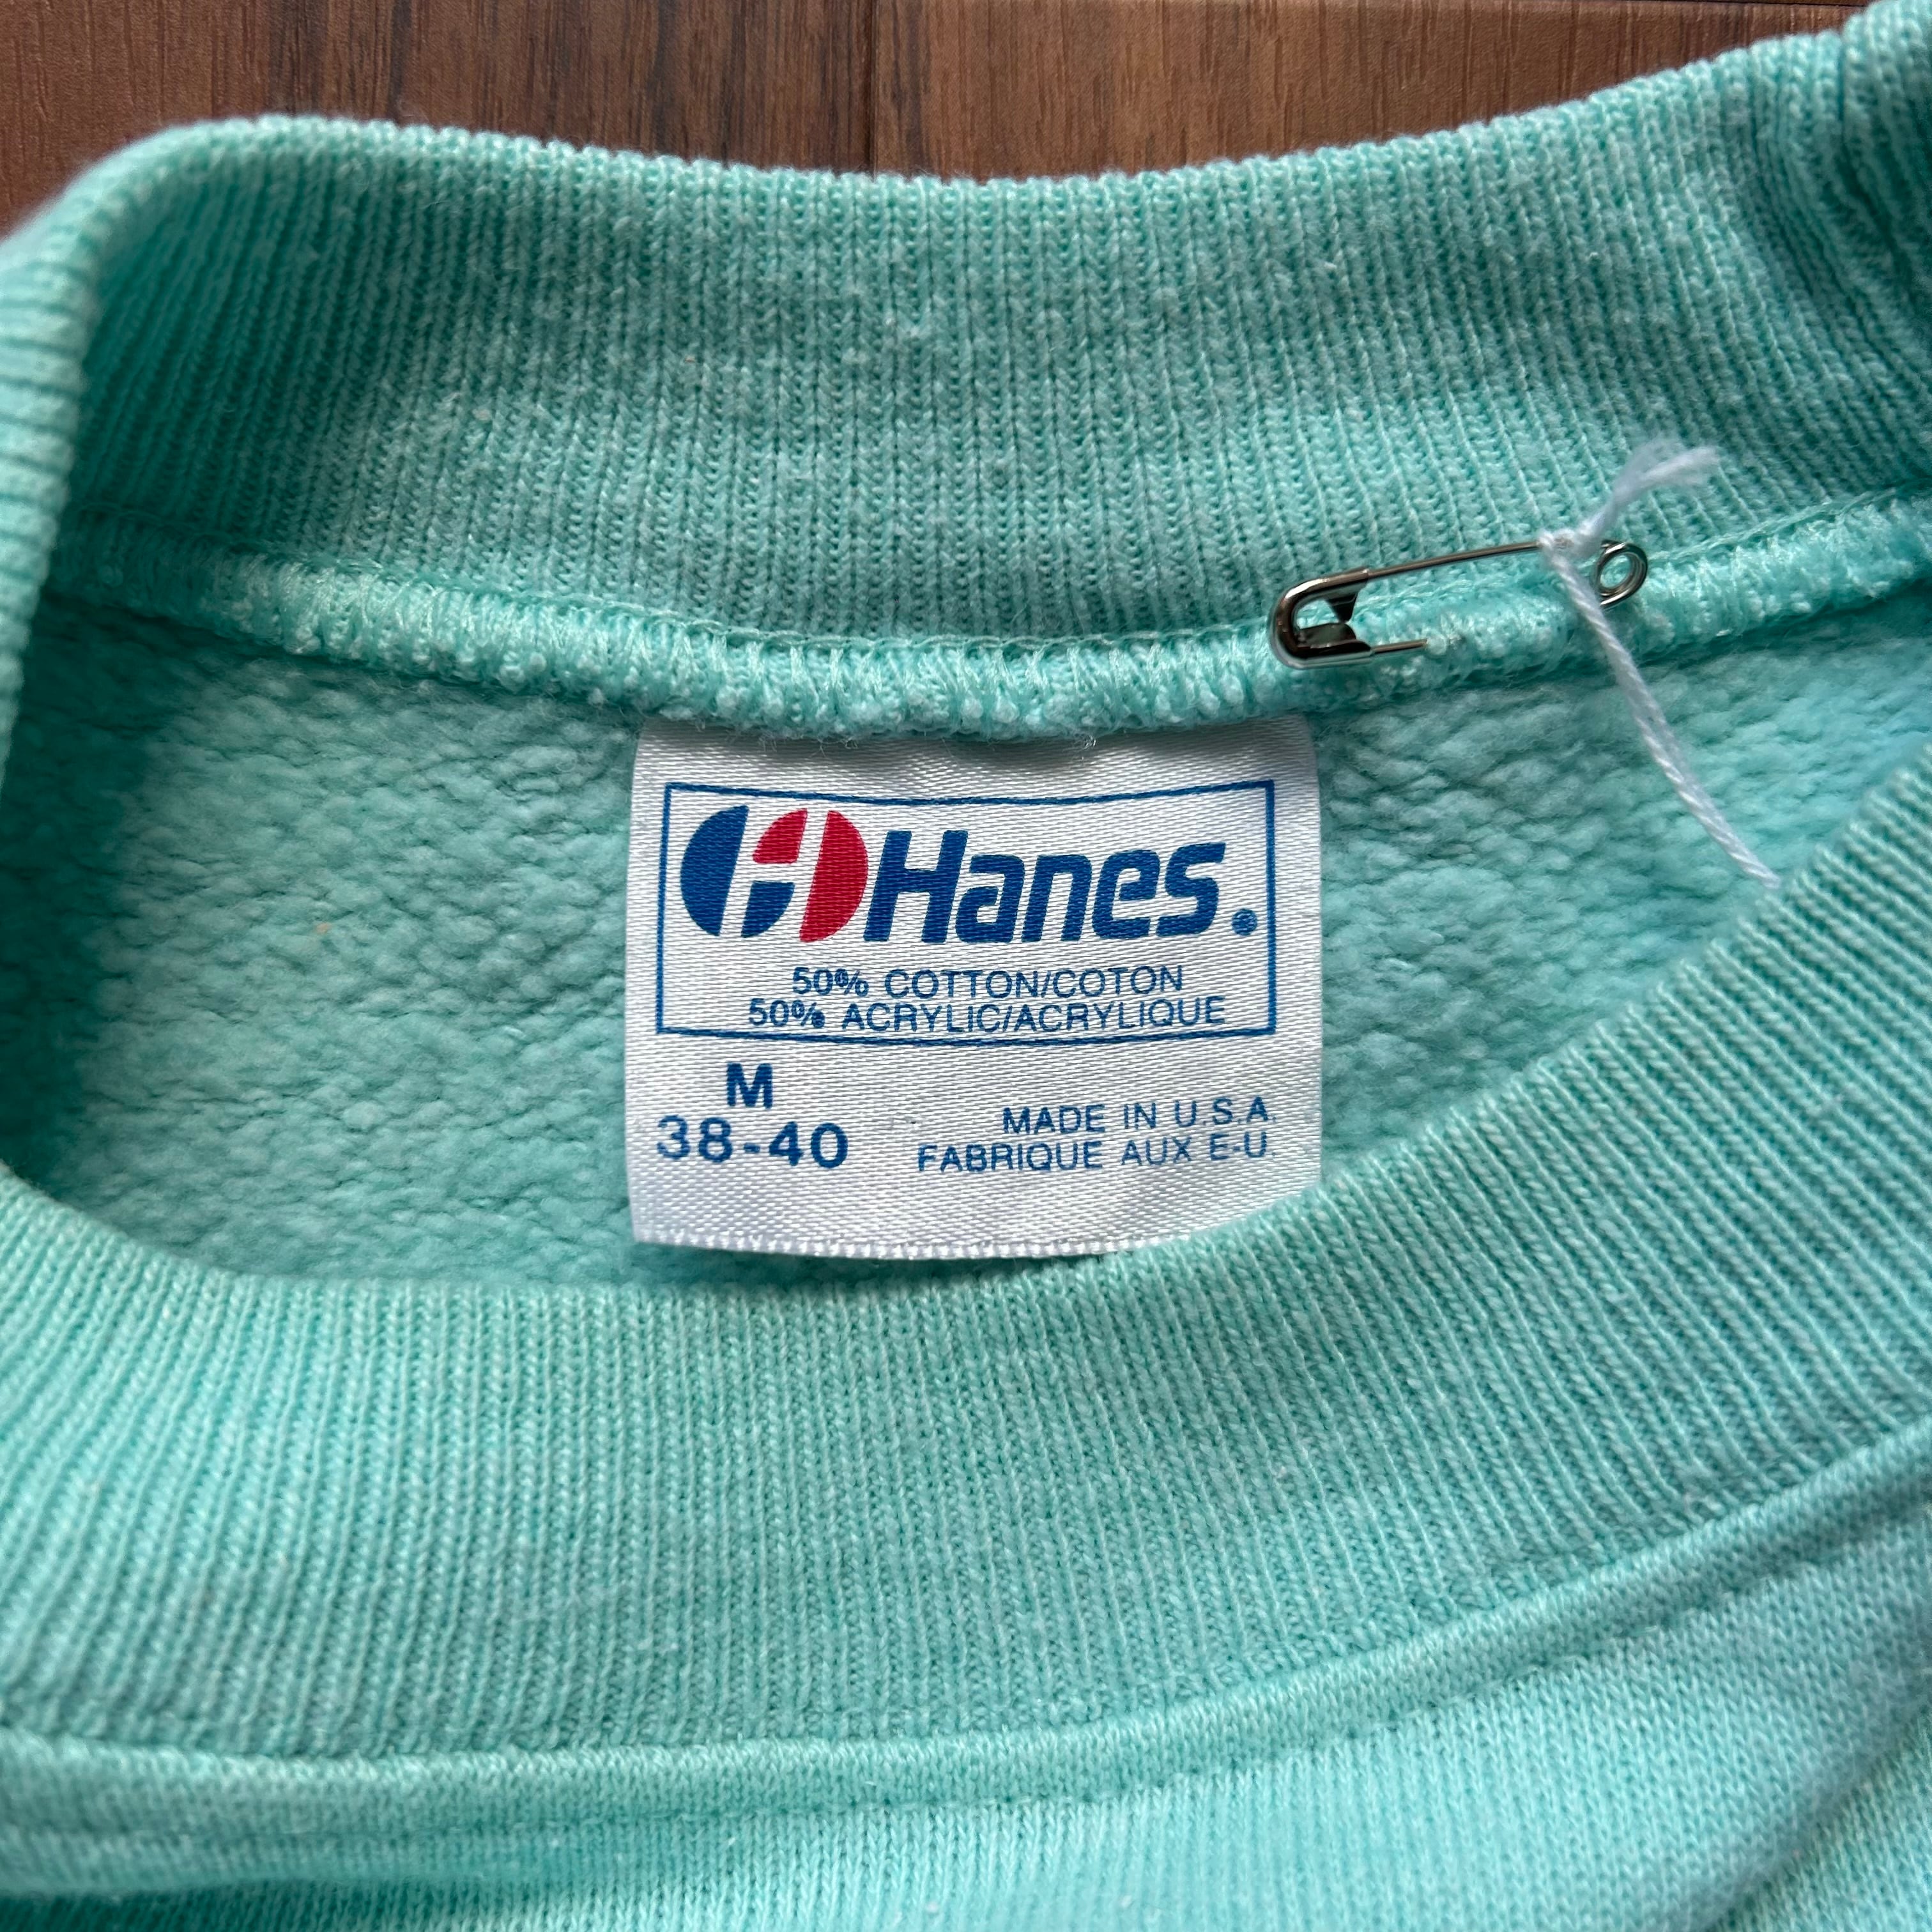 Hanes.
50% COTTON/COTON
50% ACRYLIC/ACRYLIQUE
M
38-40
MADE IN U.S.A.
FABRIQUE AUX E-U.